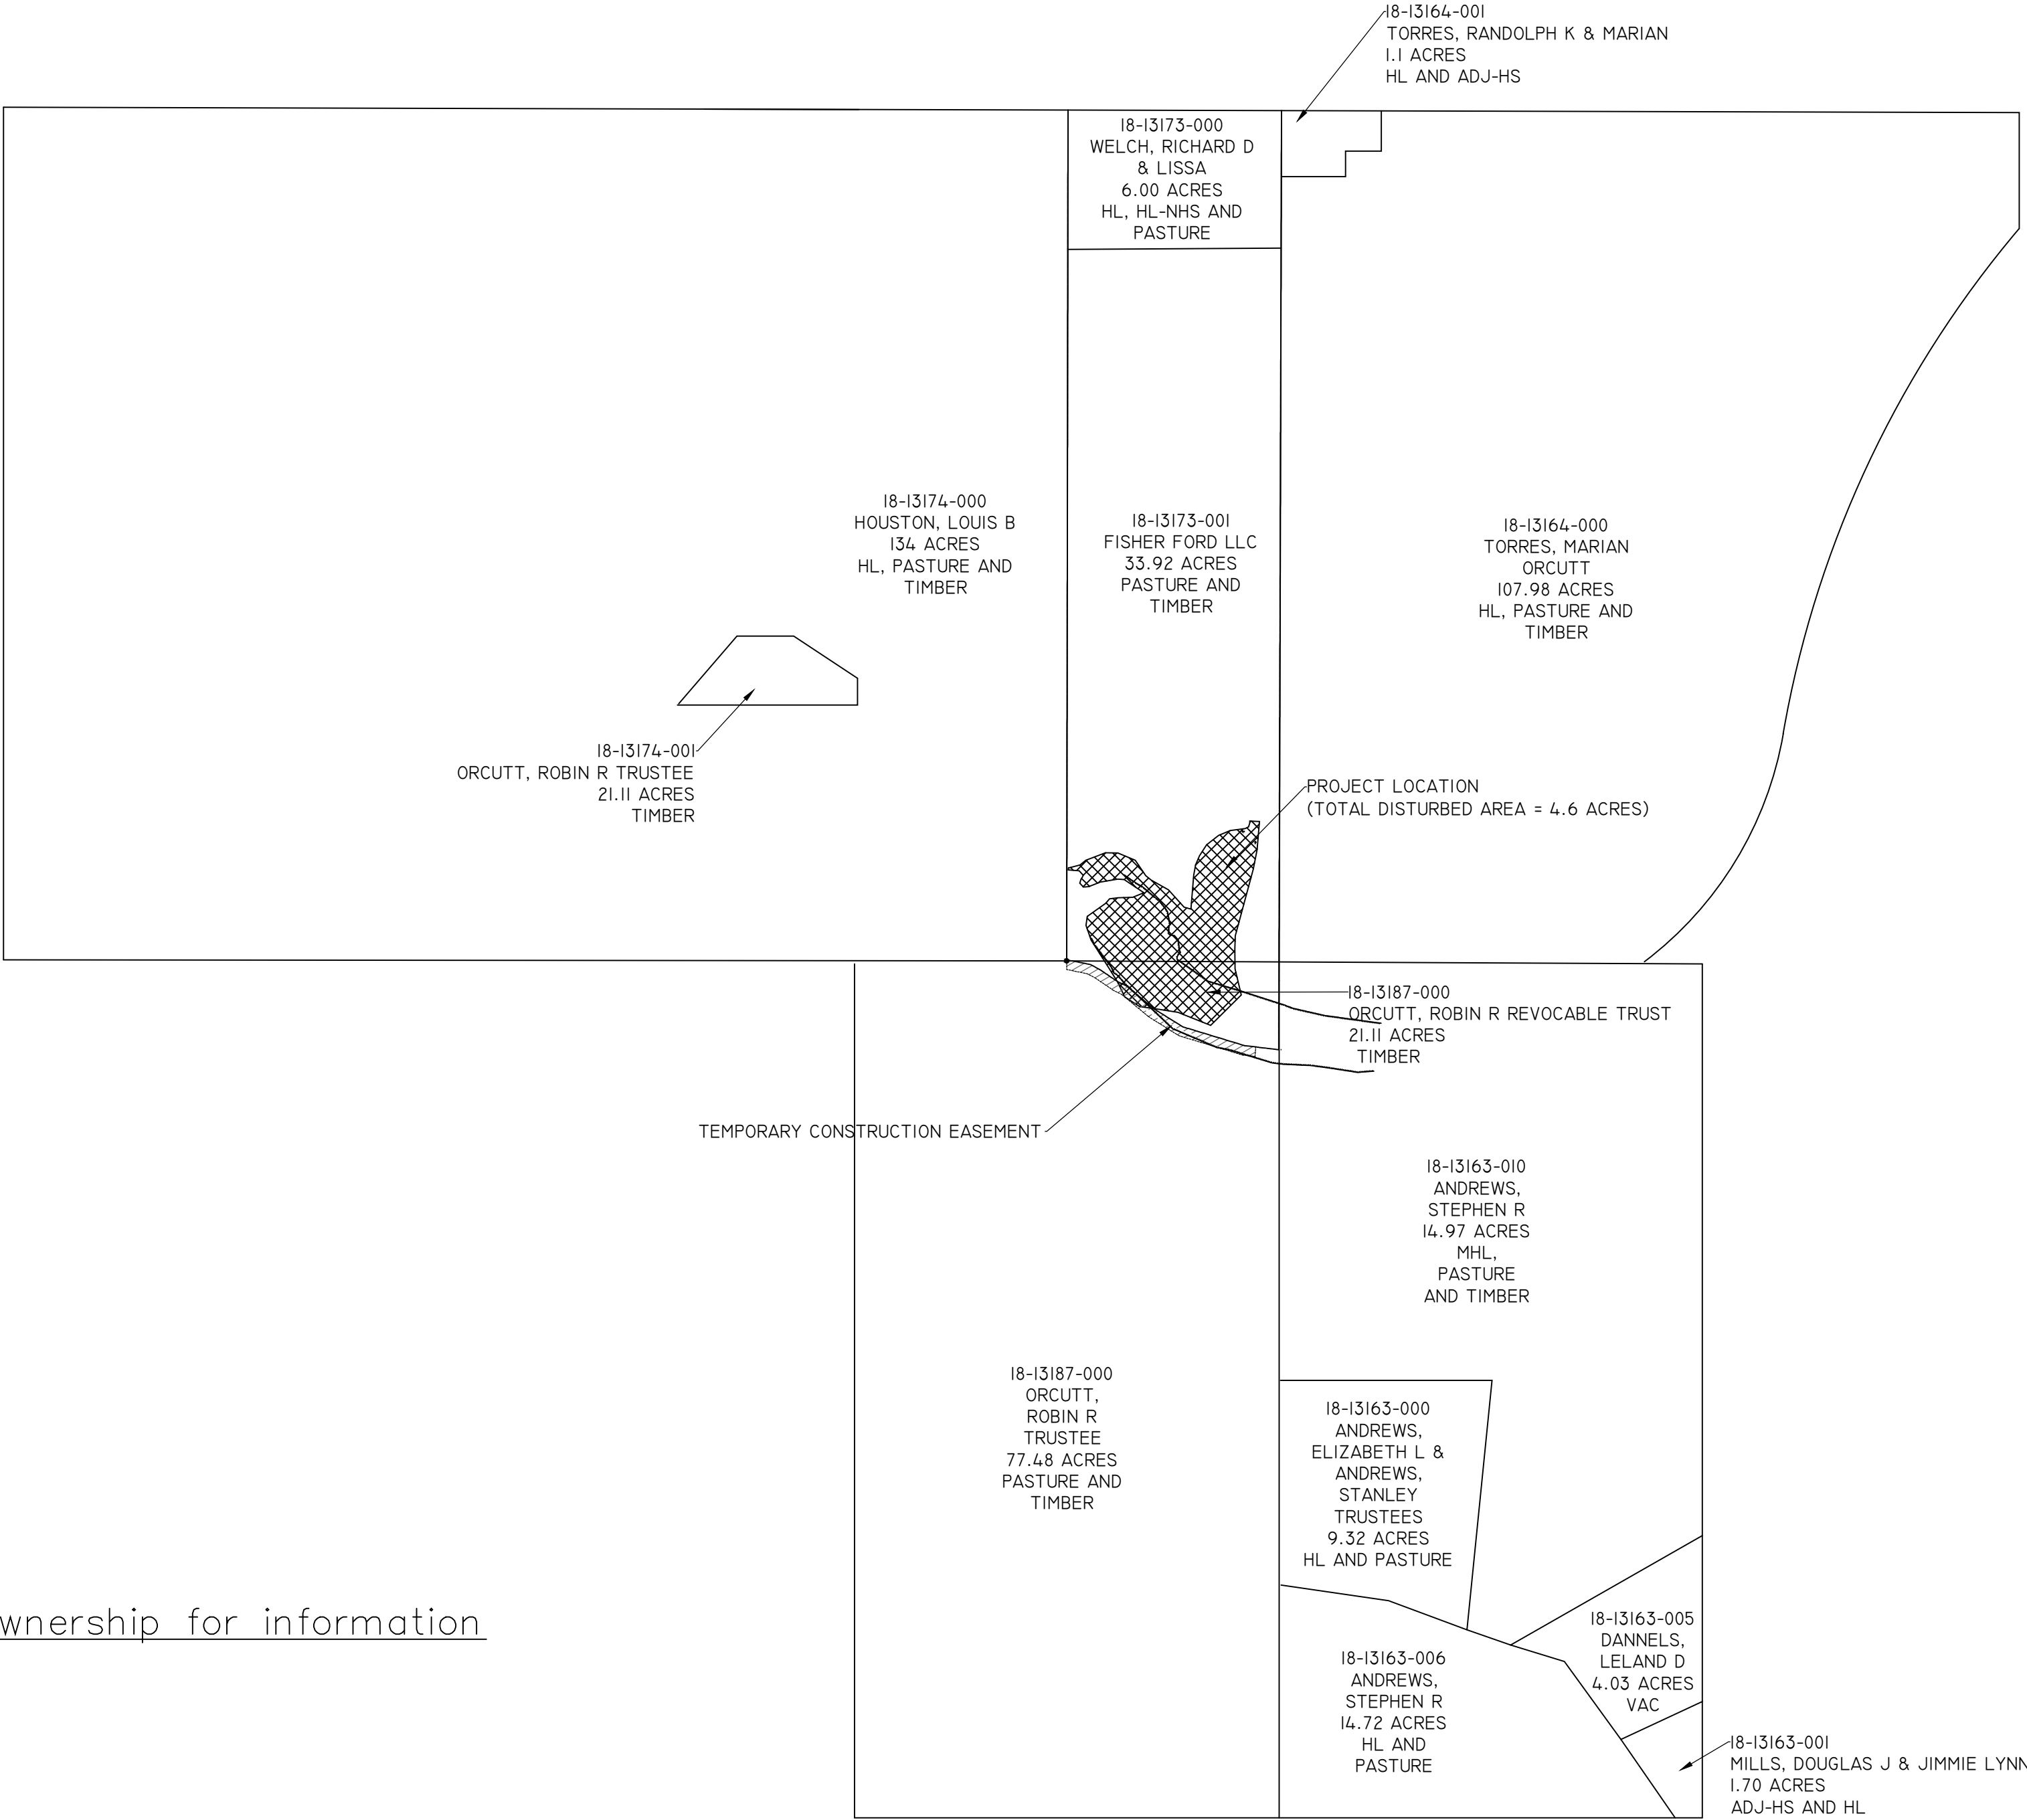 18-13164-001
TORRES, RANDOLPH K & MARIAN
1.1 ACRES
HL AND ADJ-HS
18-13173-000
WELCH, RICHARD D
& LISSA
6.00 ACRES
HL, HL-NHS AND
PASTURE
18-13174-000
HOUSTON, LOUIS B
134 ACRES
HL, PASTURE AND
TIMBER
18-13173-001
FISHER FORD LLC
33.92 ACRES
PASTURE AND
TIMBER
18-13164-000
TORRES, MARIAN
ORCUTT
107.98 ACRES
HL, PASTURE AND
TIMBER
18-13174-001
ORCUTT, ROBIN R TRUSTEE
21.11 ACRES
TIMBER
PROJECT LOCATION
(TOTAL DISTURBED AREA = 4.6 ACRES)
18-13187-000
ORCUTT, ROBIN R REVOCABLE TRUST
21.11 ACRES
TIMBER
TEMPORARY CONSTRUCTION EASEMENT
18-13163-010
ANDREWS,
STEPHEN R
14.97 ACRES
MHL,
PASTURE
AND TIMBER
18-13187-000
ORCUTT,
ROBIN R
TRUSTEE
77.48 ACRES
PASTURE AND
TIMBER
18-13163-000
ANDREWS,
ELIZABETH L &
ANDREWS,
STANLEY
TRUSTEES
9.32 ACRES
HL AND PASTURE
wnership for information
18-13163-005
DANNELS,
LELAND D
4.03 ACRES
VAC
18-13163-006
ANDREWS,
STEPHEN R
14.72 ACRES
HL AND
PASTURE
18-13163-001
MILLS, DOUGLAS J & JIMMIE LYNN
1.70 ACRES
ADJ-HS AND HL